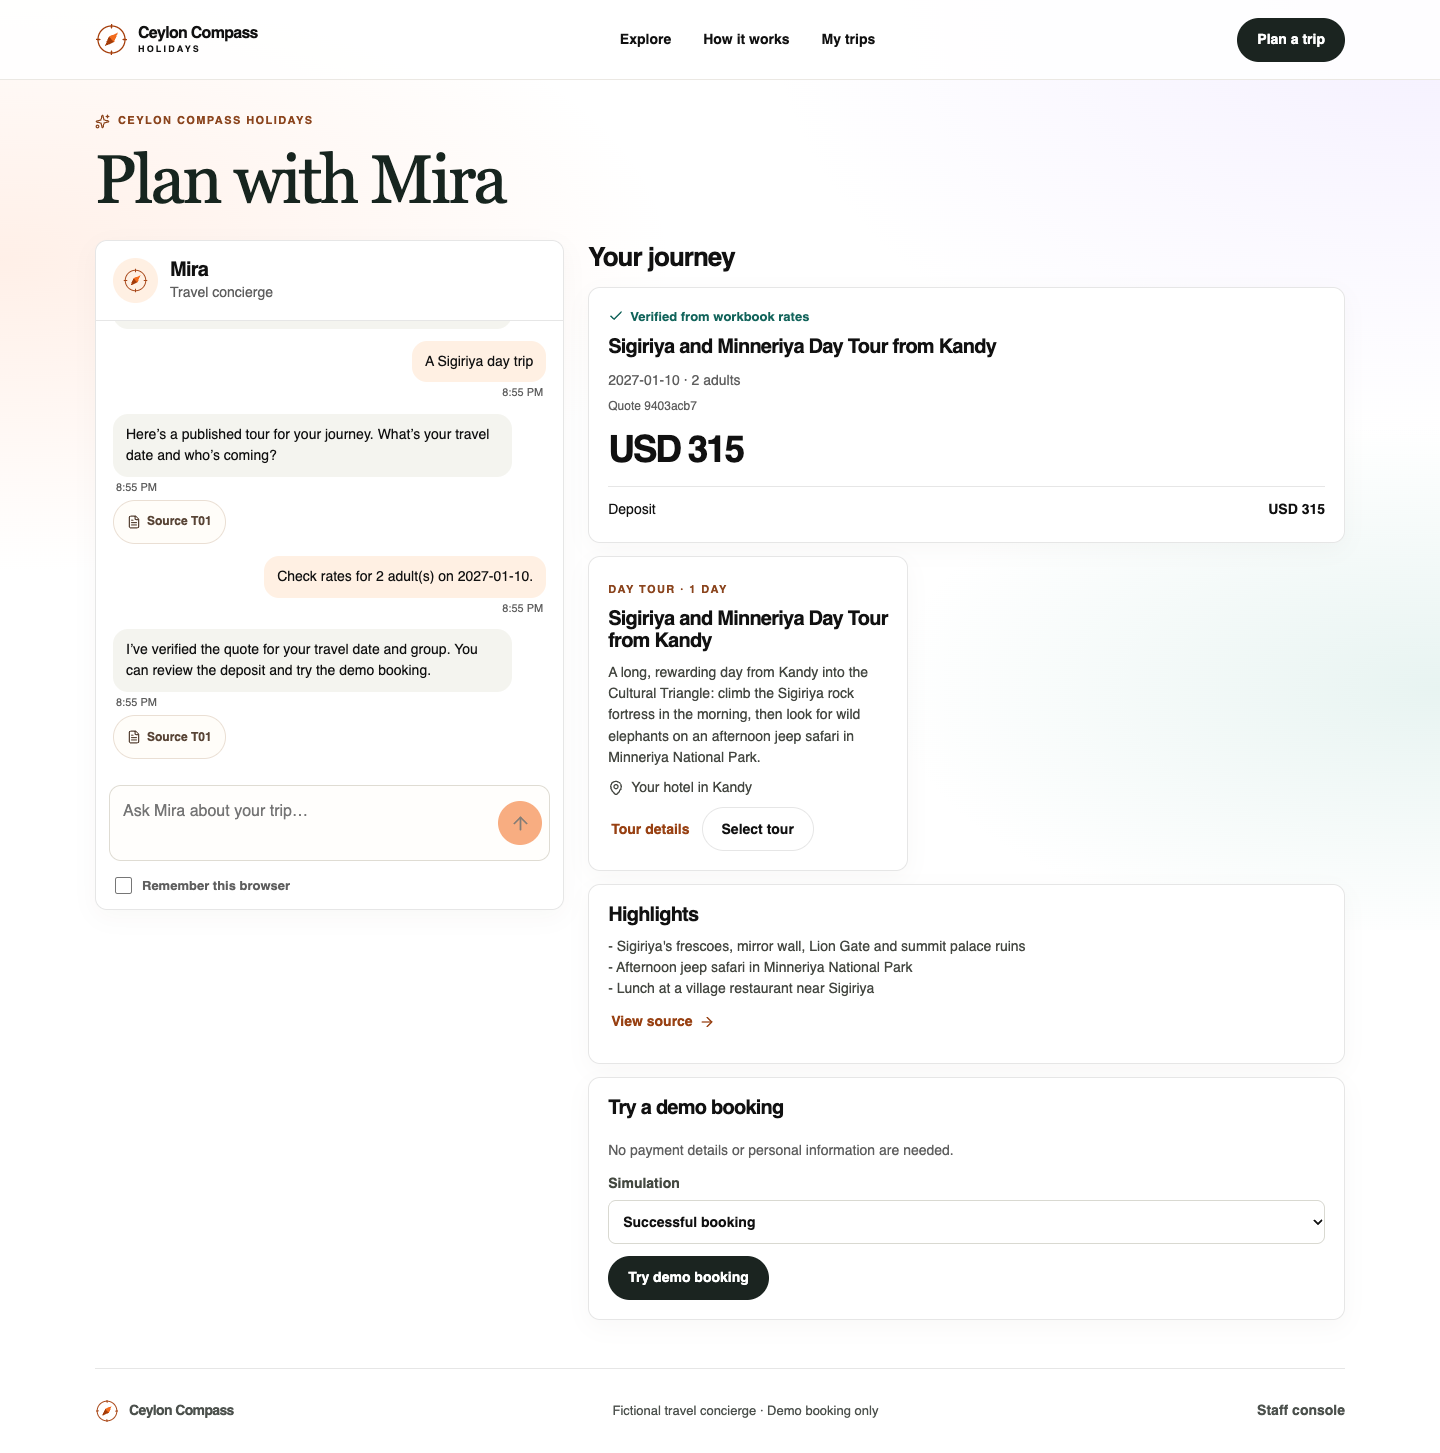 Ceylon Compass
HOLIDAYS
Explore
How it works
My trips
Plan a trip
CEYLON COMPASS HOLIDAYS
Plan with Mira
Mira
Travel concierge
A Sigiriya day trip
8:55 PM
Here’s a published tour for your journey. What’s your travel
date and who’s coming?
8:55 PM
Source T01
Check rates for 2 adult(s) on 2027-01-10.
8:55 PM
I’ve verified the quote for your travel date and group. You
can review the deposit and try the demo booking.
8:55 PM
Source T01
Ask Mira about your trip…
Remember this browser
Your journey
Verified from workbook rates
Sigiriya and Minneriya Day Tour from Kandy
2027-01-10 · 2 adults
Quote 9403acb7
USD 315
Deposit
USD 315
DAY TOUR · 1 DAY
Sigiriya and Minneriya Day Tour
from Kandy
A long, rewarding day from Kandy into the
Cultural Triangle: climb the Sigiriya rock
fortress in the morning, then look for wild
elephants on an afternoon jeep safari in
Minneriya National Park.
Your hotel in Kandy
Tour details
Select tour
Highlights
- Sigiriya's frescoes, mirror wall, Lion Gate and summit palace ruins
- Afternoon jeep safari in Minneriya National Park
- Lunch at a village restaurant near Sigiriya
View source
Try a demo booking
No payment details or personal information are needed.
Simulation
Successful booking
Try demo booking
Ceylon Compass
Fictional travel concierge · Demo booking only
Staff console